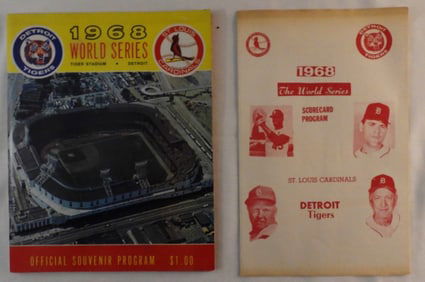 DETROIT
TIGERS
1968
WORLD SERIES
TIGER STADIUM • DETROIT
ST. LOUIS
CARDINALS
OFFICIAL SOUVENIR PROGRAM $1.00
1968
The World Series
SCORECARD
PROGRAM
ST. LOUIS CARDINALS
DETROIT
Tigers